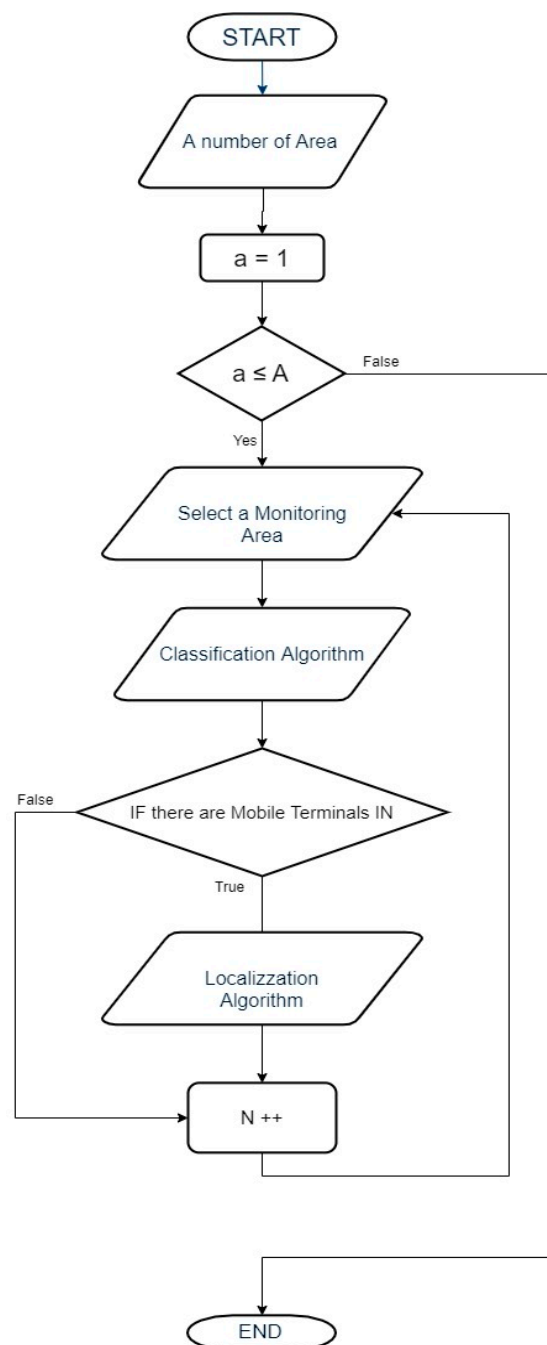 START
A number of Area
a = 1
a ≤ A
False
Yes
Select a Monitoring
Area
Classification Algorithm
False
IF there are Mobile Terminals IN
True
Localizzation
Algorithm
N ++
END